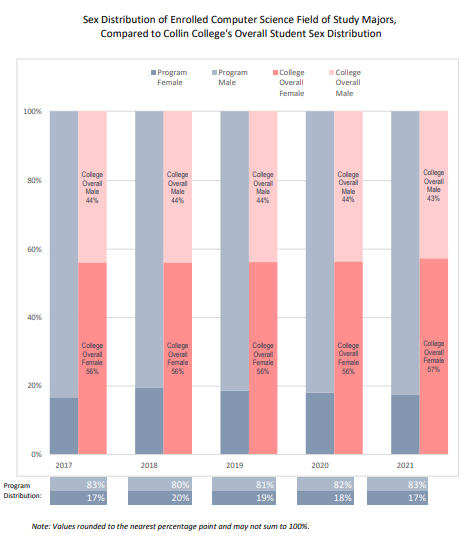 Sex Distribution of Enrolled Computer Science Field of Study Majors,
Compared to Collin College's Overall Student Sex Distribution
Program Female
Program Male
College Overall Female
College Overall Male
100%
80%
60%
40%
20%
0%
College Overall Male 44%
College Overall Male 44%
College Overall Male 44%
College Overall Male 44%
College Overall Male 43%
College Overall Female 56%
College Overall Female 56%
College Overall Female 56%
College Overall Female 56%
College Overall Female 57%
2017 2018 2019 2020 2021
Program Distribution:
83% 80% 81% 82% 83%
17% 20% 19% 18% 17%
Note: Values rounded to the nearest percentage point and may not sum to 100%.